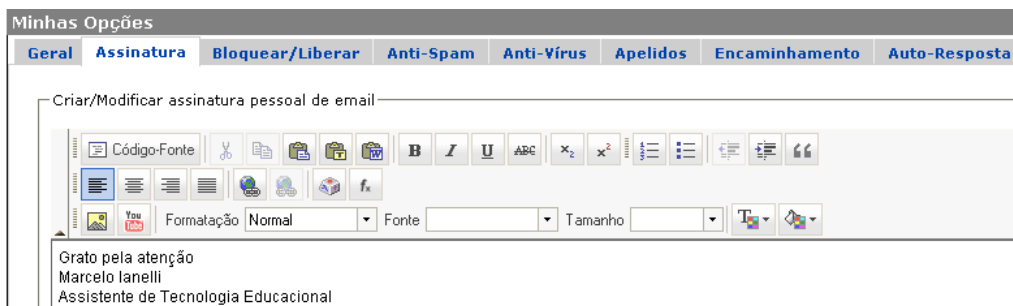 Minhas Opções
Geral Assinatura Bloquear/Liberar Anti-Spam Anti-Vírus Apelidos Encaminhamento Auto-Resposta
Criar/Modificar assinatura pessoal de email
Código-Fonte B I U ABC x₂ x²
fx
You Tube Formatação Normal Fonte Tamanho T
Grato pela atenção
Marcelo Ianelli
Assistente de Tecnologia Educacional